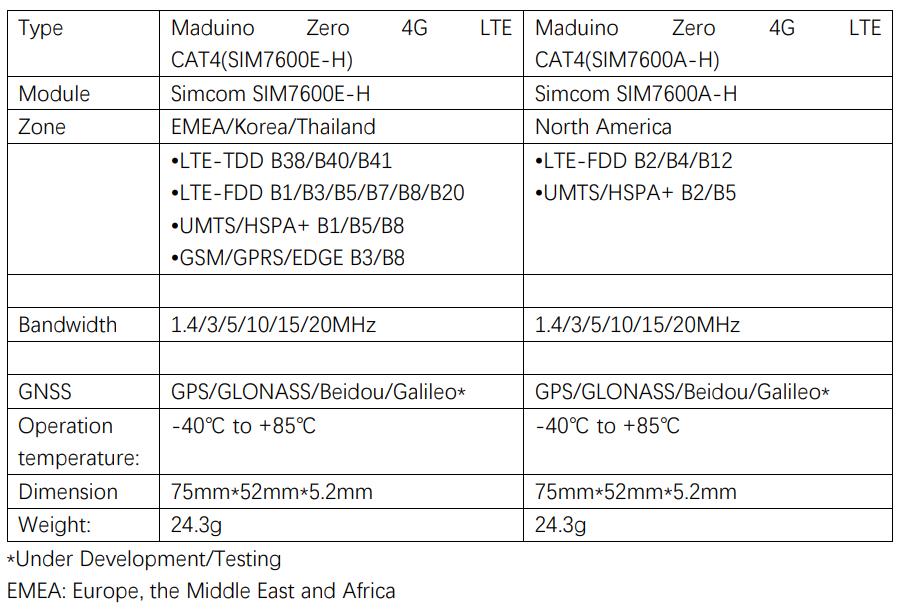 Type Maduino Zero 4G LTE Maduino Zero 4G LTE
CAT4(SIM7600E-H) CAT4(SIM7600A-H)
Module Simcom SIM7600E-H Simcom SIM7600A-H
Zone EMEA/Korea/Thailand North America
•LTE-TDD B38/B40/B41 •LTE-FDD B2/B4/B12
•LTE-FDD B1/B3/B5/B7/B8/B20 •UMTS/HSPA+ B2/B5
•UMTS/HSPA+ B1/B5/B8
•GSM/GPRS/EDGE B3/B8
Bandwidth 1.4/3/5/10/15/20MHz 1.4/3/5/10/15/20MHz
GNSS GPS/GLONASS/Beidou/Galileo* GPS/GLONASS/Beidou/Galileo*
Operation -40℃ to +85℃ -40℃ to +85℃
temperature:
Dimension 75mm*52mm*5.2mm 75mm*52mm*5.2mm
Weight: 24.3g 24.3g
*Under Development/Testing
EMEA: Europe, the Middle East and Africa